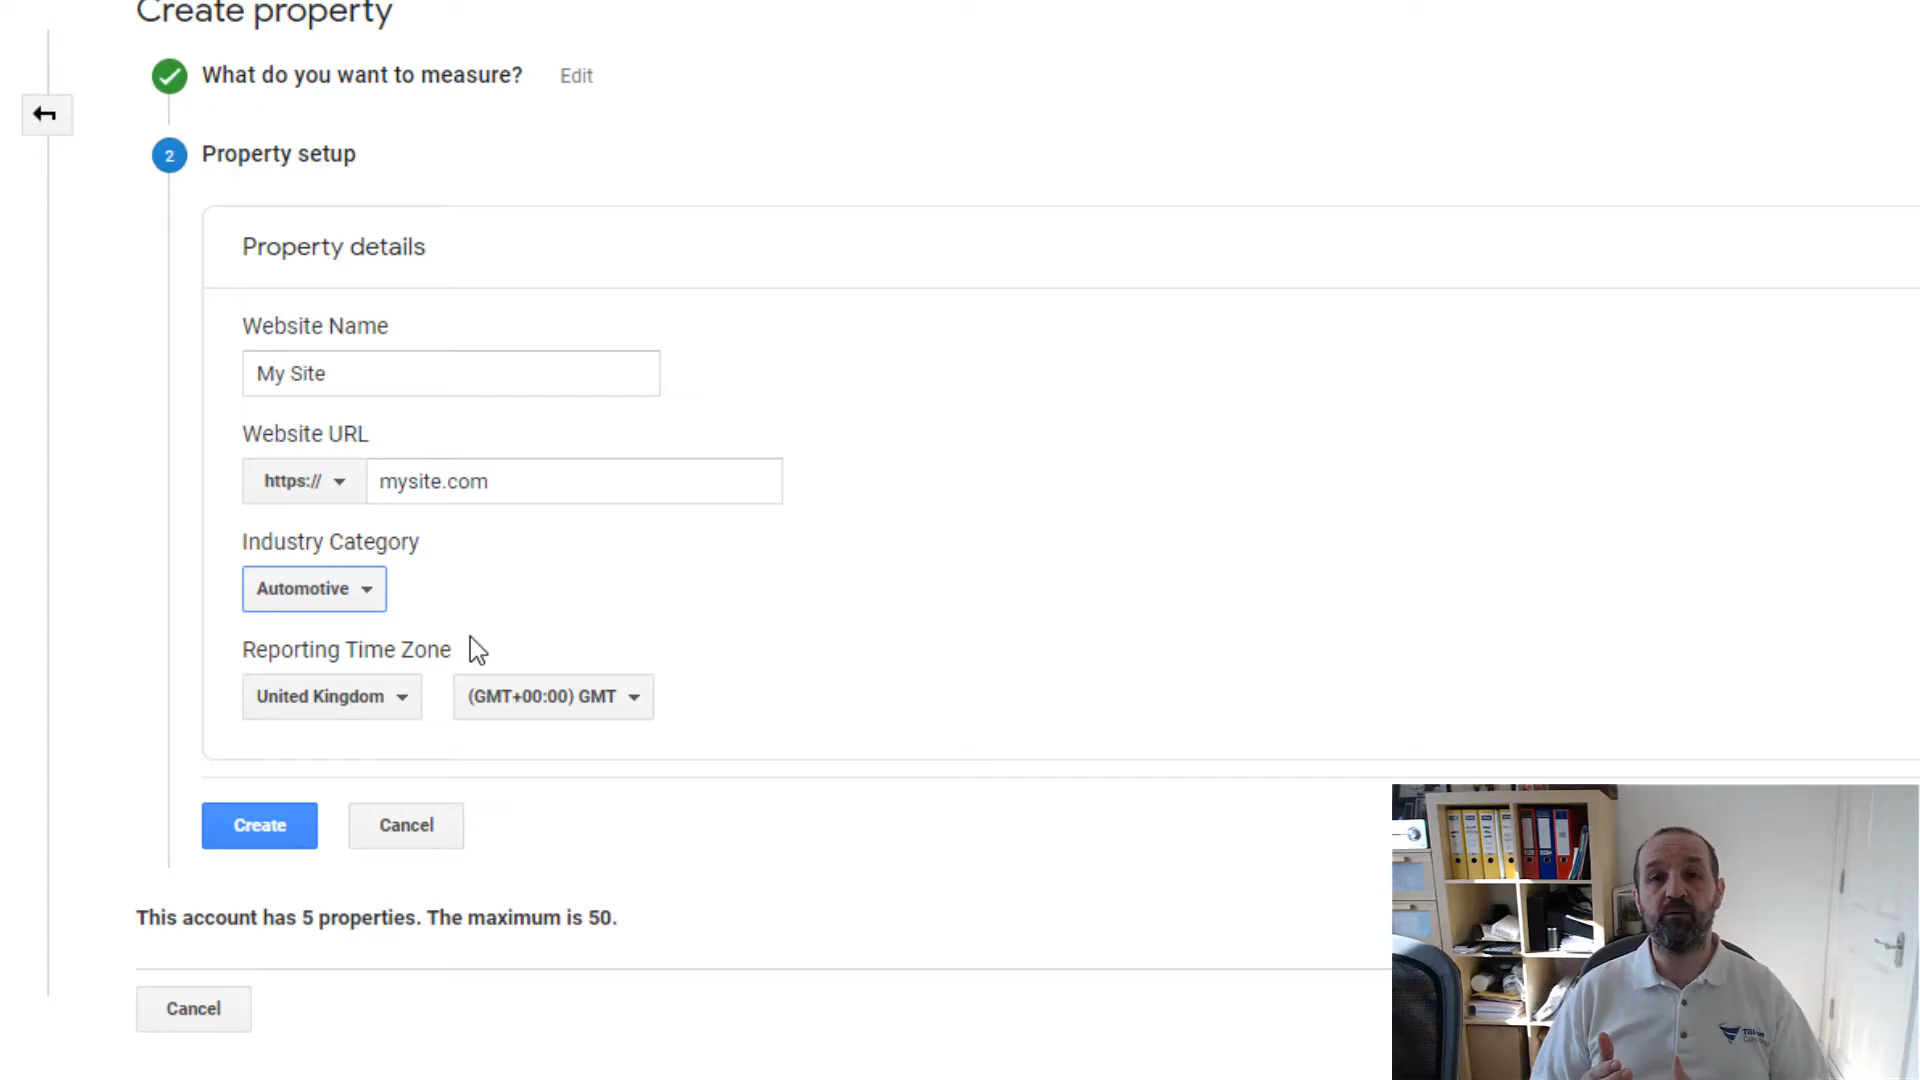 Create property
What do you want to measure? Edit
2 Property setup
Property details
Website Name
My Site
Website URL
https:// mysite.com
Industry Category
Automotive
Reporting Time Zone
United Kingdom (GMT+00:00) GMT
Create Cancel
This account has 5 properties. The maximum is 50.
Cancel